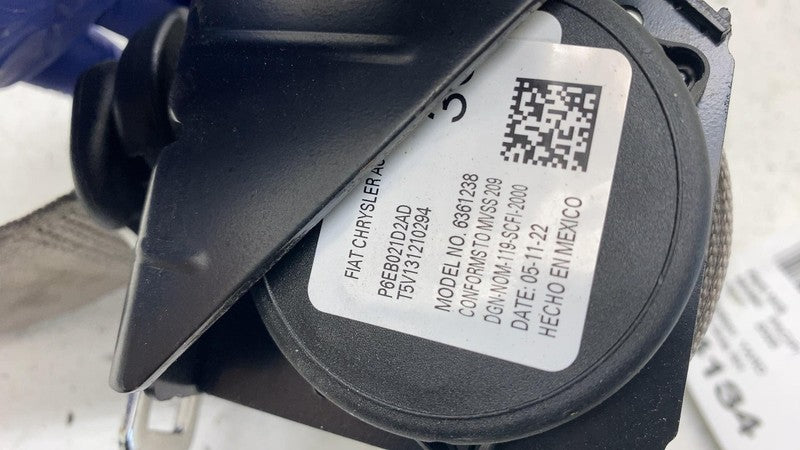 FIAT CHRYSLER
P6EB021D2AD
T5V131210294
MODEL NO. 6361238
CONFORMS TO MVSS 209
DGN-NOM-119-SCFI-2000
DATE: 05-11-22
HECHO EN MEXICO